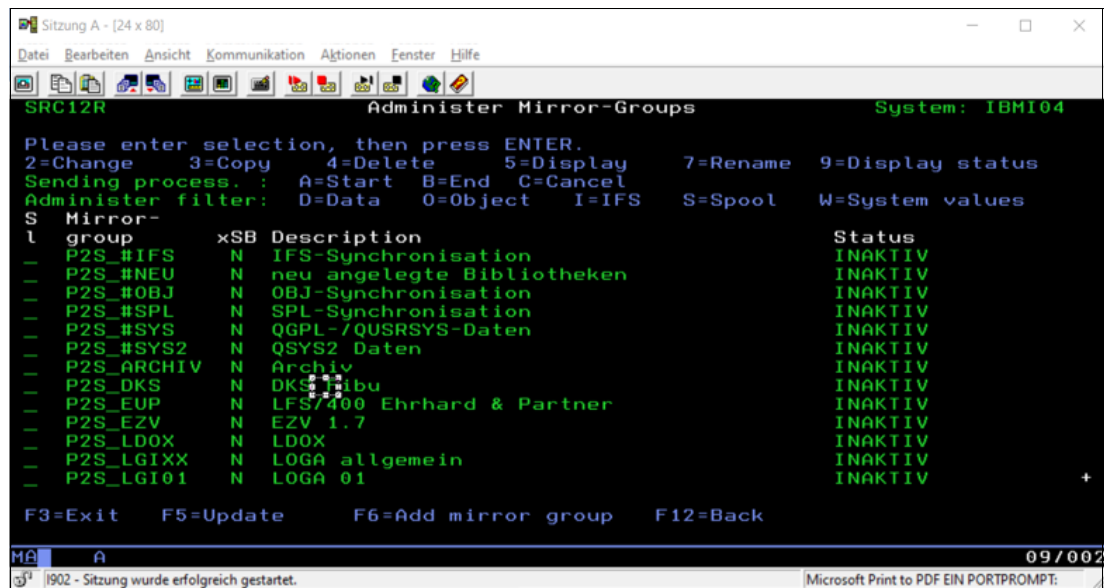 Sitzung A - [24 x 80]
Datei Bearbeiten Ansicht Kommunikation Aktionen Fenster Hilfe
SRC12R Administer Mirror-Groups System: IBMI04
Please enter selection, then press ENTER.
2=Change 3=Copy 4=Delete 5=Display 7=Rename 9=Display status
Sending process. : A=Start B=End C=Cancel
Administer filter: D=Data O=Object I=IFS S=Spool W=System values
S Mirror-
l group xSB Description Status
_ P2S_#IFS N IFS-Synchronisation INAKTIV
_ P2S_#NEU N neu angelegte Bibliotheken INAKTIV
_ P2S_#OBJ N OBJ-Synchronisation INAKTIV
_ P2S_#SPL N SPL-Synchronisation INAKTIV
_ P2S_#SYS N QGPL-/QUSRSYS-Daten INAKTIV
_ P2S_#SYS2 N QSYS2 Daten INAKTIV
_ P2S_ARCHIV N Archiv INAKTIV
_ P2S_DKS N DKS INAKTIV
_ P2S_EUP N LFS/400 Ehrhard & Partner INAKTIV
_ P2S_EZV N EZV 1.7 INAKTIV
_ P2S_LDOX N LDOX INAKTIV
_ P2S_LGIXX N LOGA allgemein INAKTIV
_ P2S_LGI01 N LOGA 01 INAKTIV +
F3=Exit F5=Update F6=Add mirror group F12=Back
MA A 09/002
I902 - Sitzung wurde erfolgreich gestartet. Microsoft Print to PDF EIN PORTPROMPT: